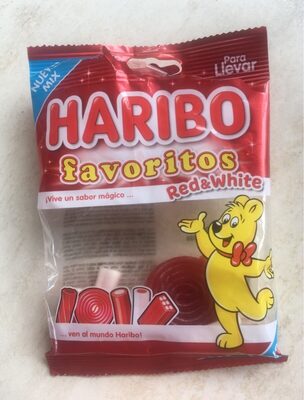 NUEVO
MIX
Para
Llevar
HARIBO
favoritos
Red&White
¡Vive un sabor mágico ...
... ven al mundo Haribo!